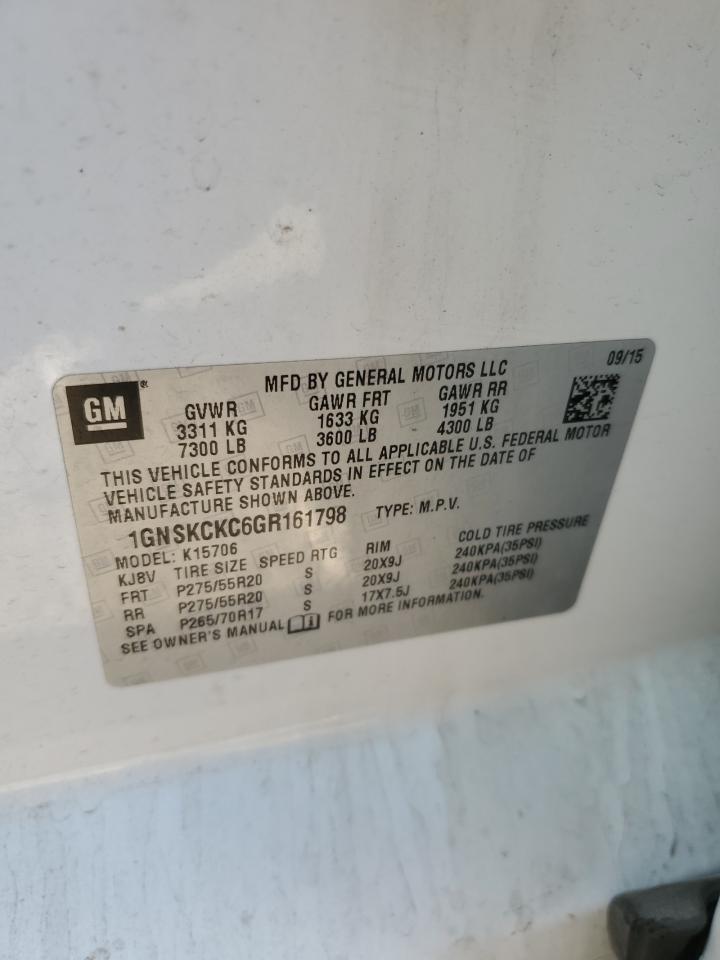 09/15
MFD BY GENERAL MOTORS LLC
GM®
GVWR GAWR FRT GAWR RR
3311 KG 1633 KG 1951 KG
7300 LB 3600 LB 4300 LB
THIS VEHICLE CONFORMS TO ALL APPLICABLE U.S. FEDERAL MOTOR
VEHICLE SAFETY STANDARDS IN EFFECT ON THE DATE OF
MANUFACTURE SHOWN ABOVE.
1GNSKCKC6GR161798 TYPE: M.P.V.
MODEL: K15706
KJ8V TIRE SIZE SPEED RTG RIM COLD TIRE PRESSURE
FRT P275/55R20 S 20X9J 240KPA(35PSI)
RR P275/55R20 S 20X9J 240KPA(35PSI)
SPA P265/70R17 S 17X7.5J 240KPA(35PSI)
SEE OWNER'S MANUAL FOR MORE INFORMATION.